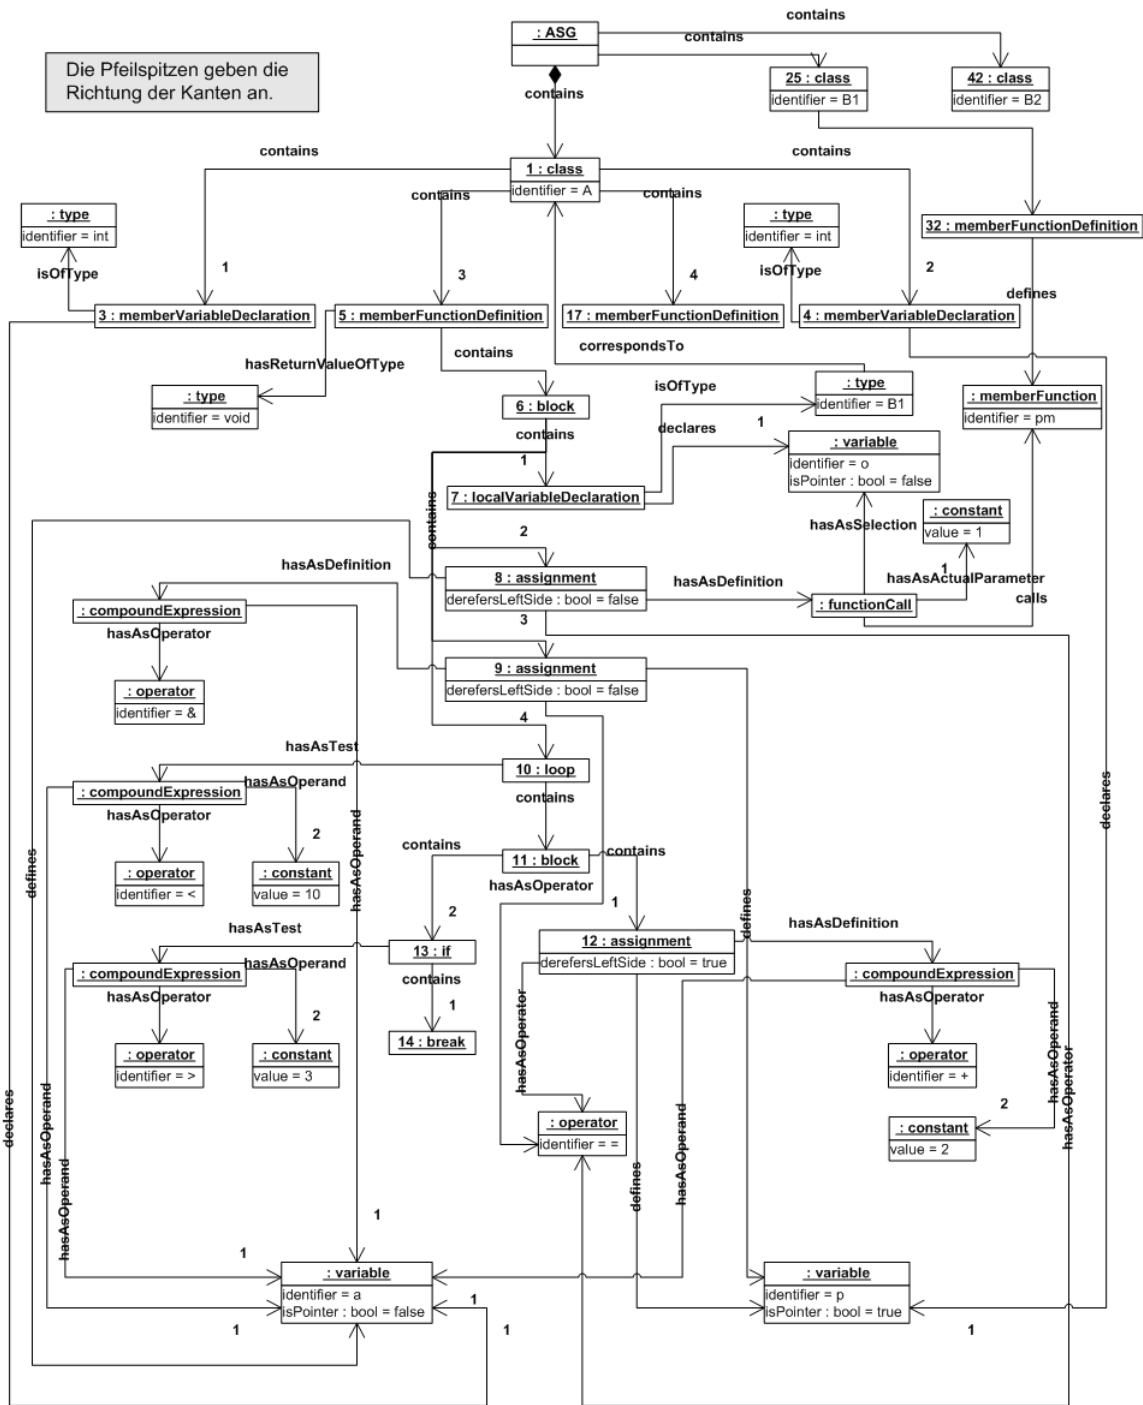 contains
: ASG
contains
Die Pfeilspitzen geben die
Richtung der Kanten an.
25 : class
identifier = B1
42 : class
identifier = B2
contains
contains
contains
1 : class
identifier = A
contains
contains
: type
identifier = int
: type
identifier = int
32 : memberFunctionDefinition
isOfType
1
3
4
isOfType
2
defines
3 : memberVariableDeclaration
5 : memberFunctionDefinition
17 : memberFunctionDefinition
4 : memberVariableDeclaration
contains
correspondsTo
hasReturnValueOfType
: type
identifier = void
6 : block
isOfType
: type
identifier = B1
: memberFunction
identifier = pm
contains
declares
1
: variable
identifier = o
isPointer : bool = false
1
7 : localVariableDeclaration
contains
: constant
value = 1
hasAsSelection
2
hasAsDefinition
8 : assignment
derefersLeftSide : bool = false
hasAsDefinition
1
hasAsActualParameter
calls
: functionCall
: compoundExpression
hasAsOperator
3
9 : assignment
derefersLeftSide : bool = false
: operator
identifier = &
4
hasAsTest
10 : loop
hasAsOperand
: compoundExpression
hasAsOperator
contains
declares
2
contains
11 : block
contains
hasAsOperand
: operator
identifier = <
: constant
value = 10
hasAsOperator
defines
2
1
defines
hasAsTest
12 : assignment
derefersLeftSide : bool = true
hasAsDefinition
13 : if
hasAsOperand
: compoundExpression
hasAsOperator
contains
: compoundExpression
hasAsOperator
2
1
hasAsOperator
hasAsOperand
hasAsOperator
: operator
identifier = >
: constant
value = 3
14 : break
: operator
identifier = +
2
declares
hasAsOperand
hasAsOperand
: operator
identifier = =
: constant
value = 2
defines
hasAsOperand
1
1
: variable
identifier = a
isPointer : bool = false
1
: variable
identifier = p
isPointer : bool = true
1
1
1